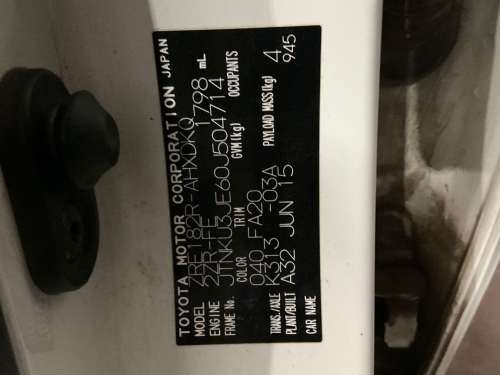 TOYOTA MOTOR CORPORATION JAPAN
MODEL ZRE182R-AHXDKQ
ENGINE 2ZR-FE 1798 mL
FRAME No. JTNKU3JE60J504714
COLOR TRIM GVM(kg) OCCUPANTS
040 FA20 4
TRANS./AXLE K313 -03A PAYLOAD MASS(kg) 945
PLANT/BUILT A32 JUN 15
CAR NAME